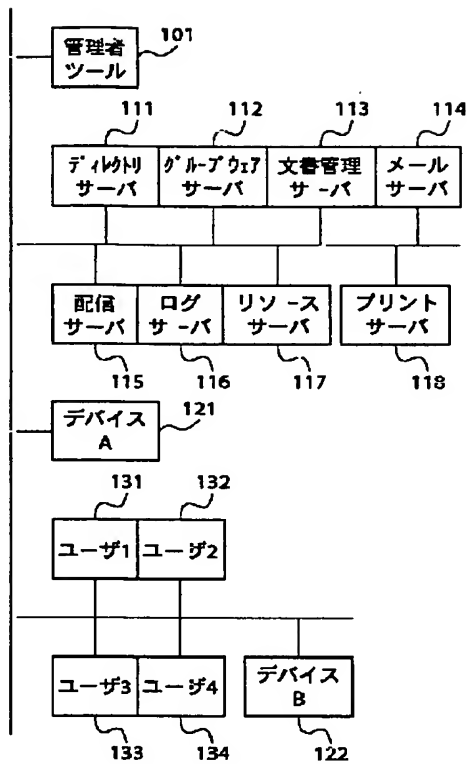 101
管理者
ツール
111
112
113
114
ディレクトリ
サーバ
グループウェア
サーバ
文書管理
サーバ
メール
サーバ
配信
サーバ
ログ
サーバ
リソース
サーバ
プリント
サーバ
115
116
117
118
デバイス
A
121
131
132
ユーザ1
ユーザ2
ユーザ3
ユーザ4
デバイス
B
133
134
122